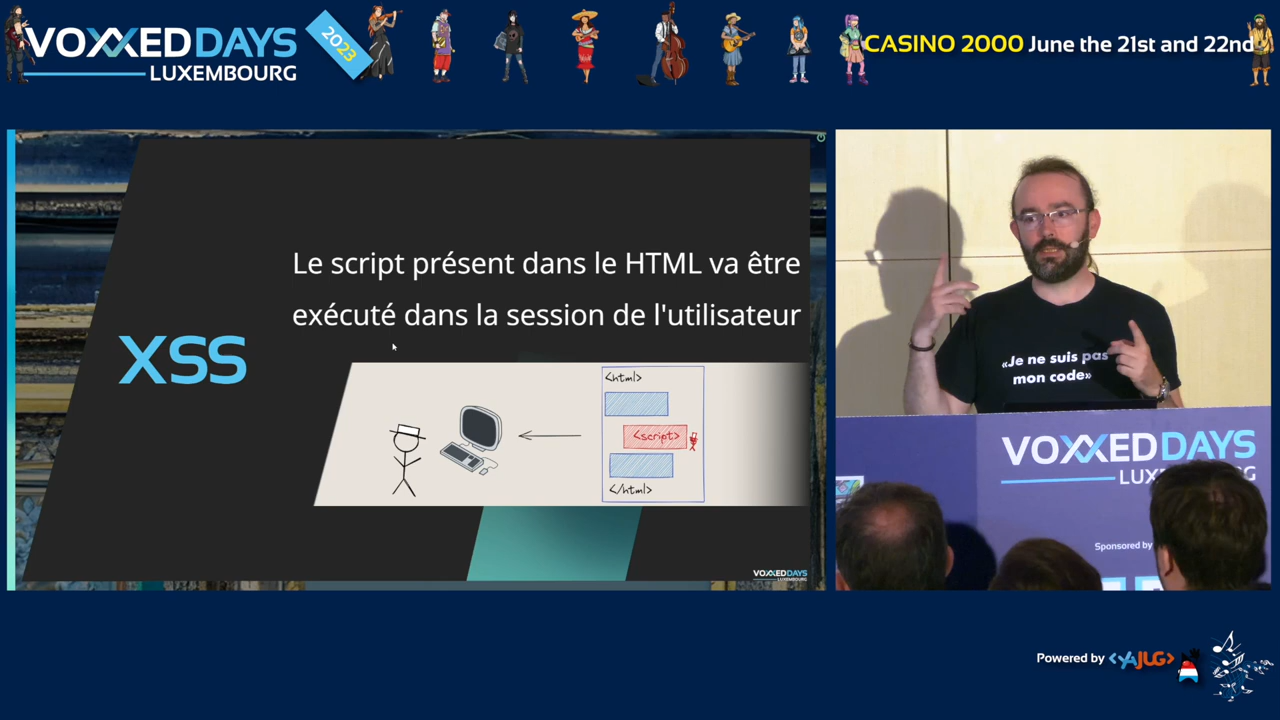 VOXXED DAYS
LUXEMBOURG
2023
CASINO 2000 June the 21st and 22nd
Le script présent dans le HTML va être
exécuté dans la session de l'utilisateur
XSS
<html>
<script>
</html>
VOXXED DAYS
LUXEMBOURG
«Je ne suis pas
mon code»
VOXXED DAYS
Sponsored by
Powered by <YAJUG>